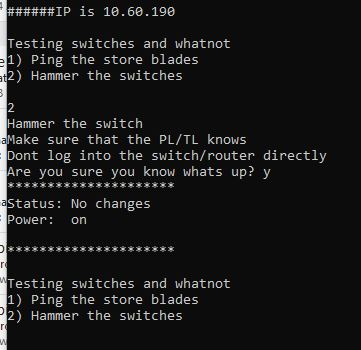 ######IP is 10.60.190
Testing switches and whatnot
1) Ping the store blades
2) Hammer the switches
2
Hammer the switch
Make sure that the PL/TL knows
Dont log into the switch/router directly
Are you sure you know whats up? y
*********************
Status: No changes
Power:  on
*********************
Testing switches and whatnot
1) Ping the store blades
2) Hammer the switches